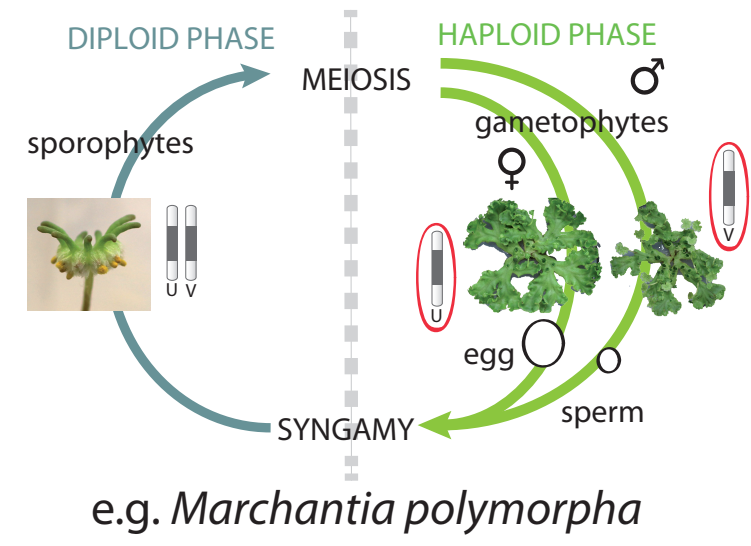 DIPLOID PHASE
HAPLOID PHASE
MEIOSIS
♂
gametophytes
sporophytes
♀
V
U V
U
egg
sperm
SYNGAMY
e.g. Marchantia polymorpha